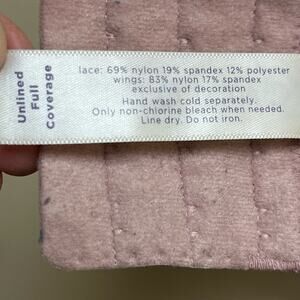 Unlined
Full
Coverage
lace: 69% nylon 19% spandex 12% polyester
wings: 83% nylon 17% spandex
exclusive of decoration
Hand wash cold separately.
Only non-chlorine bleach when needed.
Line dry. Do not iron.